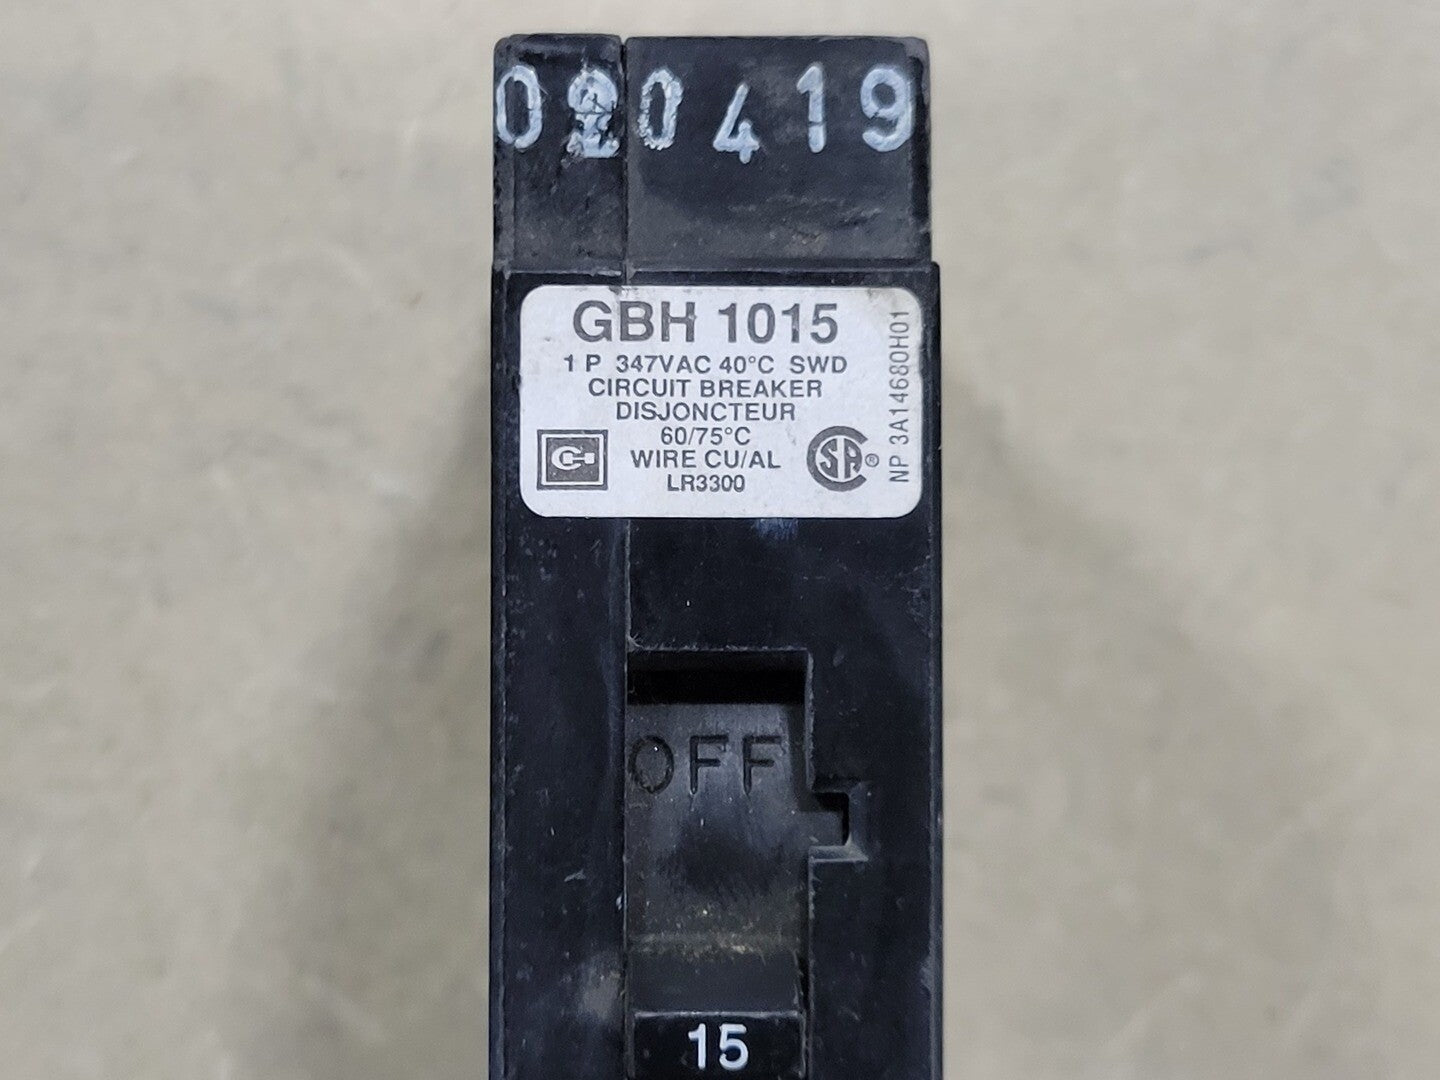 GBH 1015
1 P 347VAC 40°C SWD
CIRCUIT BREAKER
DISJONCTEUR
60/75°C
WIRE CU/AL
LR3300
C-H
CSA®
NP 3A14680H01
OFF
15